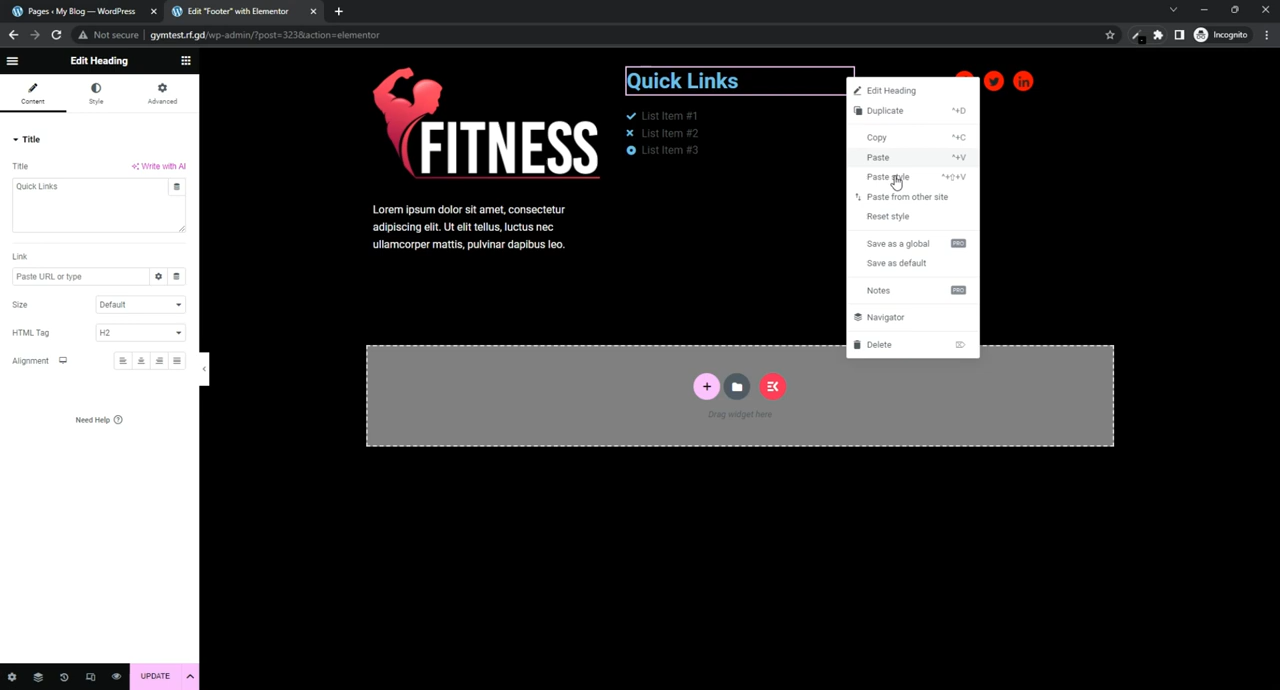 Pages ‹ My Blog — WordPress
Edit "Footer" with Elementor
Not secure
gymtest.rf.gd/wp-admin/?post=323&action=elementor
Incognito
Edit Heading
Content
Style
Advanced
Title
Title
Write with AI
Quick Links
Link
Paste URL or type
Size
Default
HTML Tag
H2
Alignment
Need Help
UPDATE
FITNESS
Lorem ipsum dolor sit amet, consectetur
adipiscing elit. Ut elit tellus, luctus nec
ullamcorper mattis, pulvinar dapibus leo.
Quick Links
List Item #1
List Item #2
List Item #3
Edit Heading
Duplicate ^+D
Copy ^+C
Paste ^+V
Paste style ^+⇧+V
Paste from other site
Reset style
Save as a global PRO
Save as default
Notes PRO
Navigator
Delete ⌦
Drag widget here